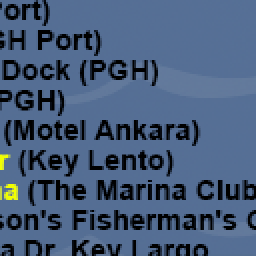 Port)
GH Port)
Dock (PGH)
PGH)
(Motel Ankara)
r (Key Lento)
na (The Marina Club
son's Fisherman's
a Dr. Key Largo